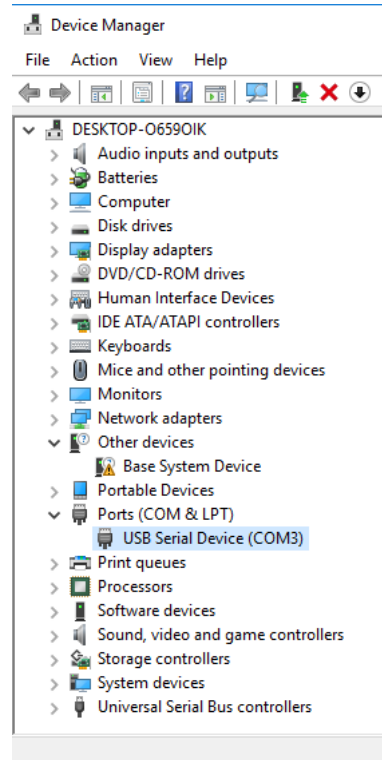 Device Manager
File Action View Help
DESKTOP-O659OIK
Audio inputs and outputs
Batteries
Computer
Disk drives
Display adapters
DVD/CD-ROM drives
Human Interface Devices
IDE ATA/ATAPI controllers
Keyboards
Mice and other pointing devices
Monitors
Network adapters
Other devices
Base System Device
Portable Devices
Ports (COM & LPT)
USB Serial Device (COM3)
Print queues
Processors
Software devices
Sound, video and game controllers
Storage controllers
System devices
Universal Serial Bus controllers